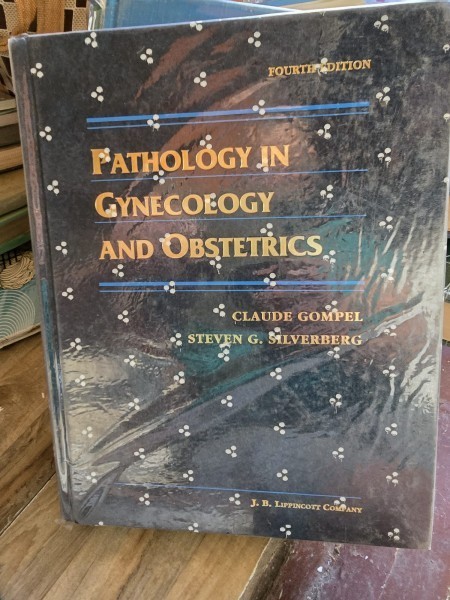 FOURTH EDITION
PATHOLOGY IN
GYNECOLOGY
AND OBSTETRICS
CLAUDE GOMPEL
STEVEN G. SILVERBERG
J. B. LIPPINCOTT COMPANY